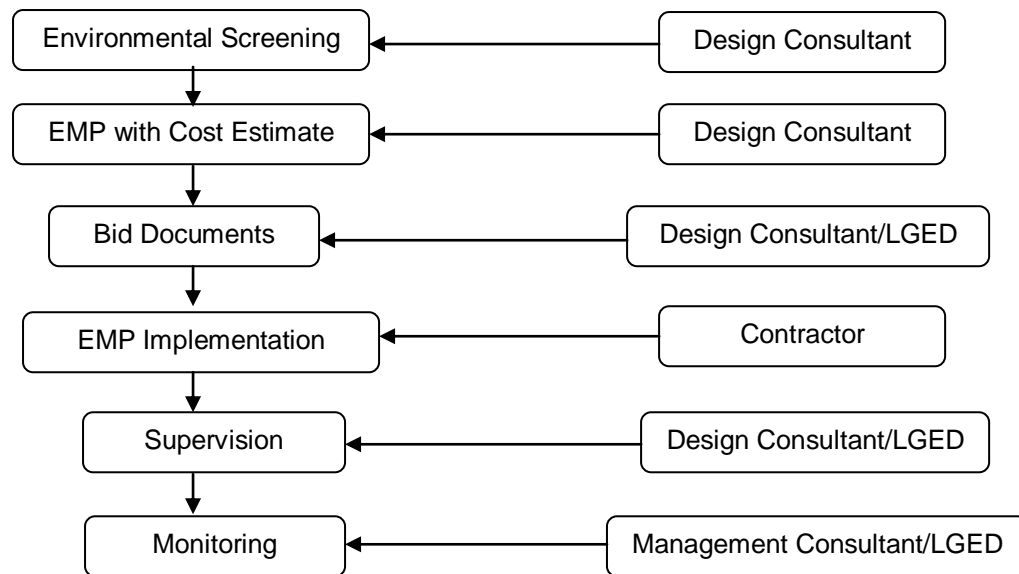 Environmental Screening
Design Consultant
EMP with Cost Estimate
Design Consultant
Bid Documents
Design Consultant/LGED
EMP Implementation
Contractor
Supervision
Design Consultant/LGED
Monitoring
Management Consultant/LGED